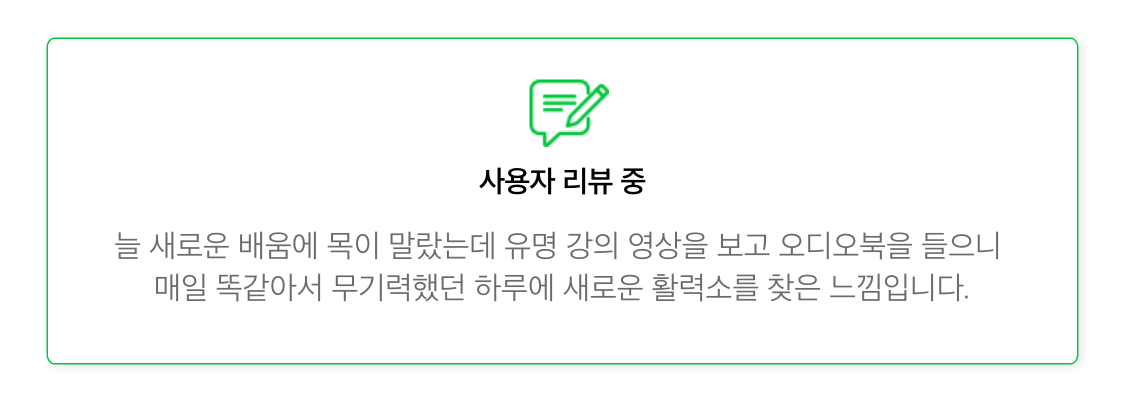 사용자 리뷰 중
늘 새로운 배움에 목이 말랐는데 유명 강의 영상을 보고 오디오북을 들으니
매일 똑같아서 무기력했던 하루에 새로운 활력소를 찾은 느낌입니다.